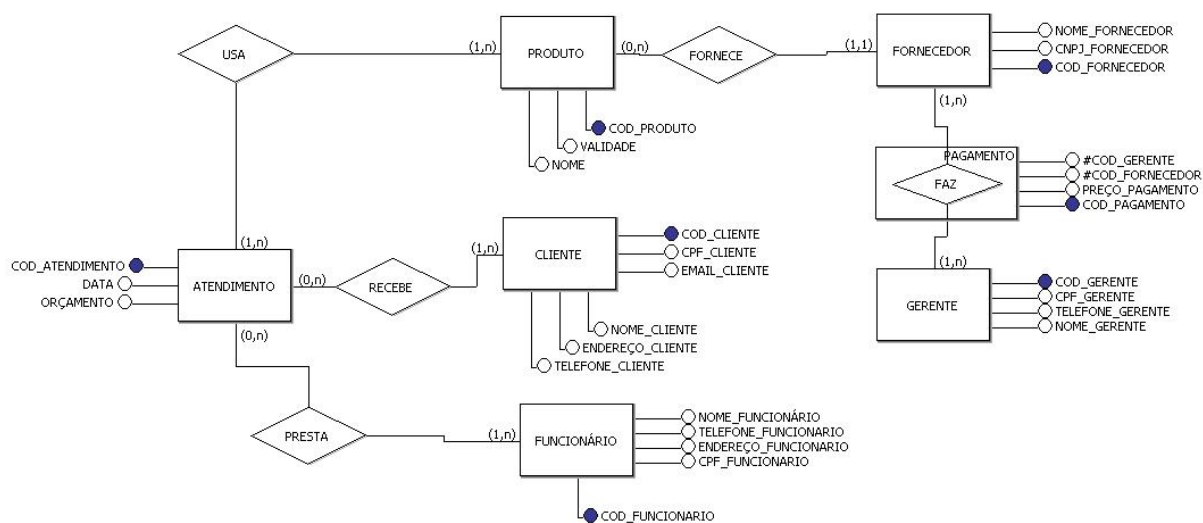 USA
(1,n)
PRODUTO
(0,n)
FORNECE
(1,1)
FORNECEDOR
NOME_FORNECEDOR
CNPJ_FORNECEDOR
COD_FORNECEDOR
(1,n)
COD_PRODUTO
VALIDADE
NOME
PAGAMENTO
FAZ
#COD_GERENTE
#COD_FORNECEDOR
PREÇO_PAGAMENTO
COD_PAGAMENTO
(1,n)
GERENTE
COD_GERENTE
CPF_GERENTE
TELEFONE_GERENTE
NOME_GERENTE
(1,n)
COD_ATENDIMENTO
DATA
ORÇAMENTO
ATENDIMENTO
(0,n)
RECEBE
(1,n)
CLIENTE
COD_CLIENTE
CPF_CLIENTE
EMAIL_CLIENTE
NOME_CLIENTE
ENDEREÇO_CLIENTE
TELEFONE_CLIENTE
(0,n)
PRESTA
(1,n)
FUNCIONÁRIO
NOME_FUNCIONÁRIO
TELEFONE_FUNCIONARIO
ENDEREÇO_FUNCIONARIO
CPF_FUNCIONARIO
COD_FUNCIONARIO